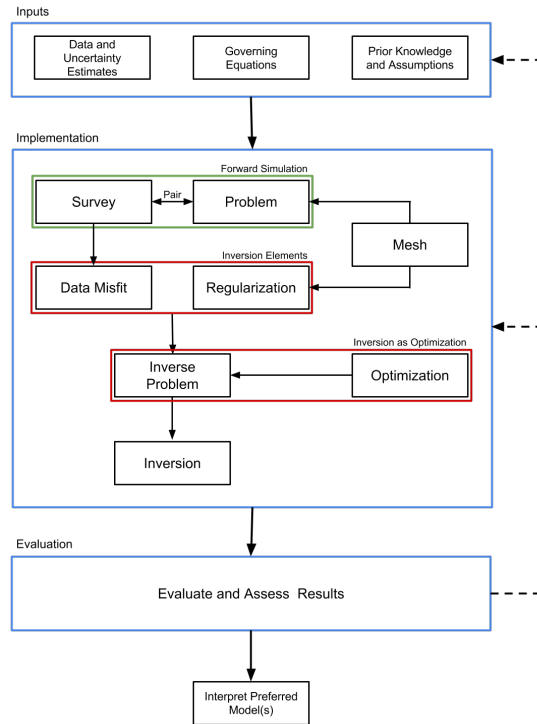 Inputs
Data and
Uncertainty
Estimates
Governing
Equations
Prior Knowledge
and Assumptions
Implementation
Forward Simulation
Survey
Pair
Problem
Mesh
Inversion Elements
Data Misfit
Regularization
Inversion as Optimization
Inverse
Problem
Optimization
Inversion
Evaluation
Evaluate and Assess Results
Interpret Preferred
Model(s)